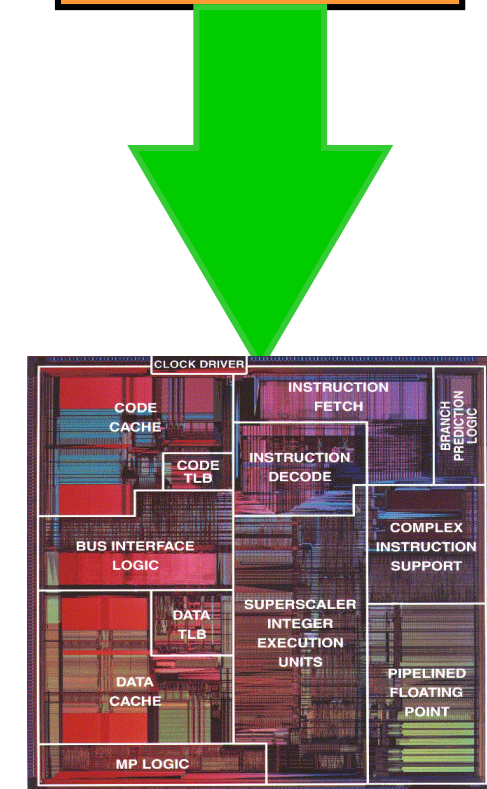 CLOCK DRIVER
CODE
CACHE
INSTRUCTION
FETCH
BRANCH
PREDICTION
LOGIC
CODE
TLB
INSTRUCTION
DECODE
BUS INTERFACE
LOGIC
COMPLEX
INSTRUCTION
SUPPORT
DATA
TLB
SUPERSCALER
INTEGER
EXECUTION
UNITS
DATA
CACHE
PIPELINED
FLOATING
POINT
MP LOGIC